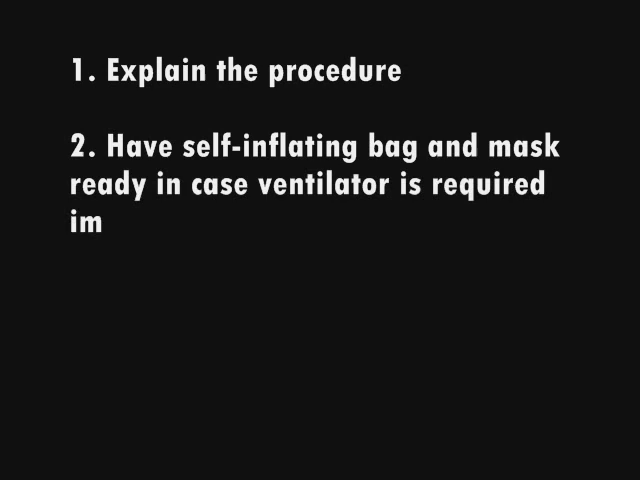 1. Explain the procedure
2. Have self-inflating bag and mask
ready in case ventilator is required
im